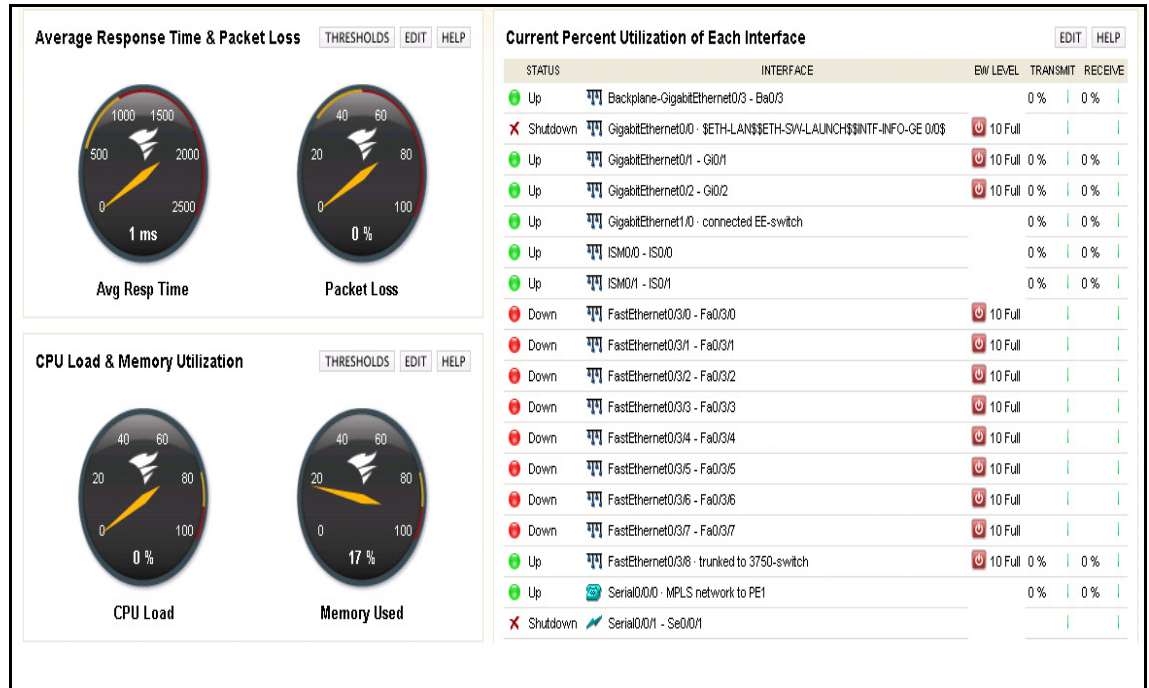 Average Response Time & Packet Loss THRESHOLDS EDIT HELP
500 1000 1500 2000 2500 0
1 ms
Avg Resp Time
0 20 40 60 80 100
0 %
Packet Loss
CPU Load & Memory Utilization THRESHOLDS EDIT HELP
0 20 40 60 80 100
0 %
CPU Load
0 20 40 60 80 100
17 %
Memory Used
Current Percent Utilization of Each Interface EDIT HELP
STATUS INTERFACE EW LEVEL TRANSMIT RECEIVE
Up Backplane-GigabitEthernet0/3 - Ba0/3 0 % 0 %
Shutdown GigabitEthernet0/0 · $ETH-LAN$$ETH-SW-LAUNCH$$INTF-INFO-GE 0/0$ 10 Full
Up GigabitEthernet0/1 - Gi0/1 10 Full 0 % 0 %
Up GigabitEthernet0/2 - Gi0/2 10 Full 0 % 0 %
Up GigabitEthernet1/0 · connected EE-switch 0 % 0 %
Up ISM0/0 - IS0/0 0 % 0 %
Up ISM0/1 - IS0/1 0 % 0 %
Down FastEthernet0/3/0 - Fa0/3/0 10 Full
Down FastEthernet0/3/1 - Fa0/3/1 10 Full
Down FastEthernet0/3/2 - Fa0/3/2 10 Full
Down FastEthernet0/3/3 - Fa0/3/3 10 Full
Down FastEthernet0/3/4 - Fa0/3/4 10 Full
Down FastEthernet0/3/5 - Fa0/3/5 10 Full
Down FastEthernet0/3/6 - Fa0/3/6 10 Full
Down FastEthernet0/3/7 - Fa0/3/7 10 Full
Up FastEthernet0/3/8 · trunked to 3750-switch 10 Full 0 % 0 %
Up Serial0/0/0 · MPLS network to PE1 0 % 0 %
Shutdown Serial0/0/1 - Se0/0/1